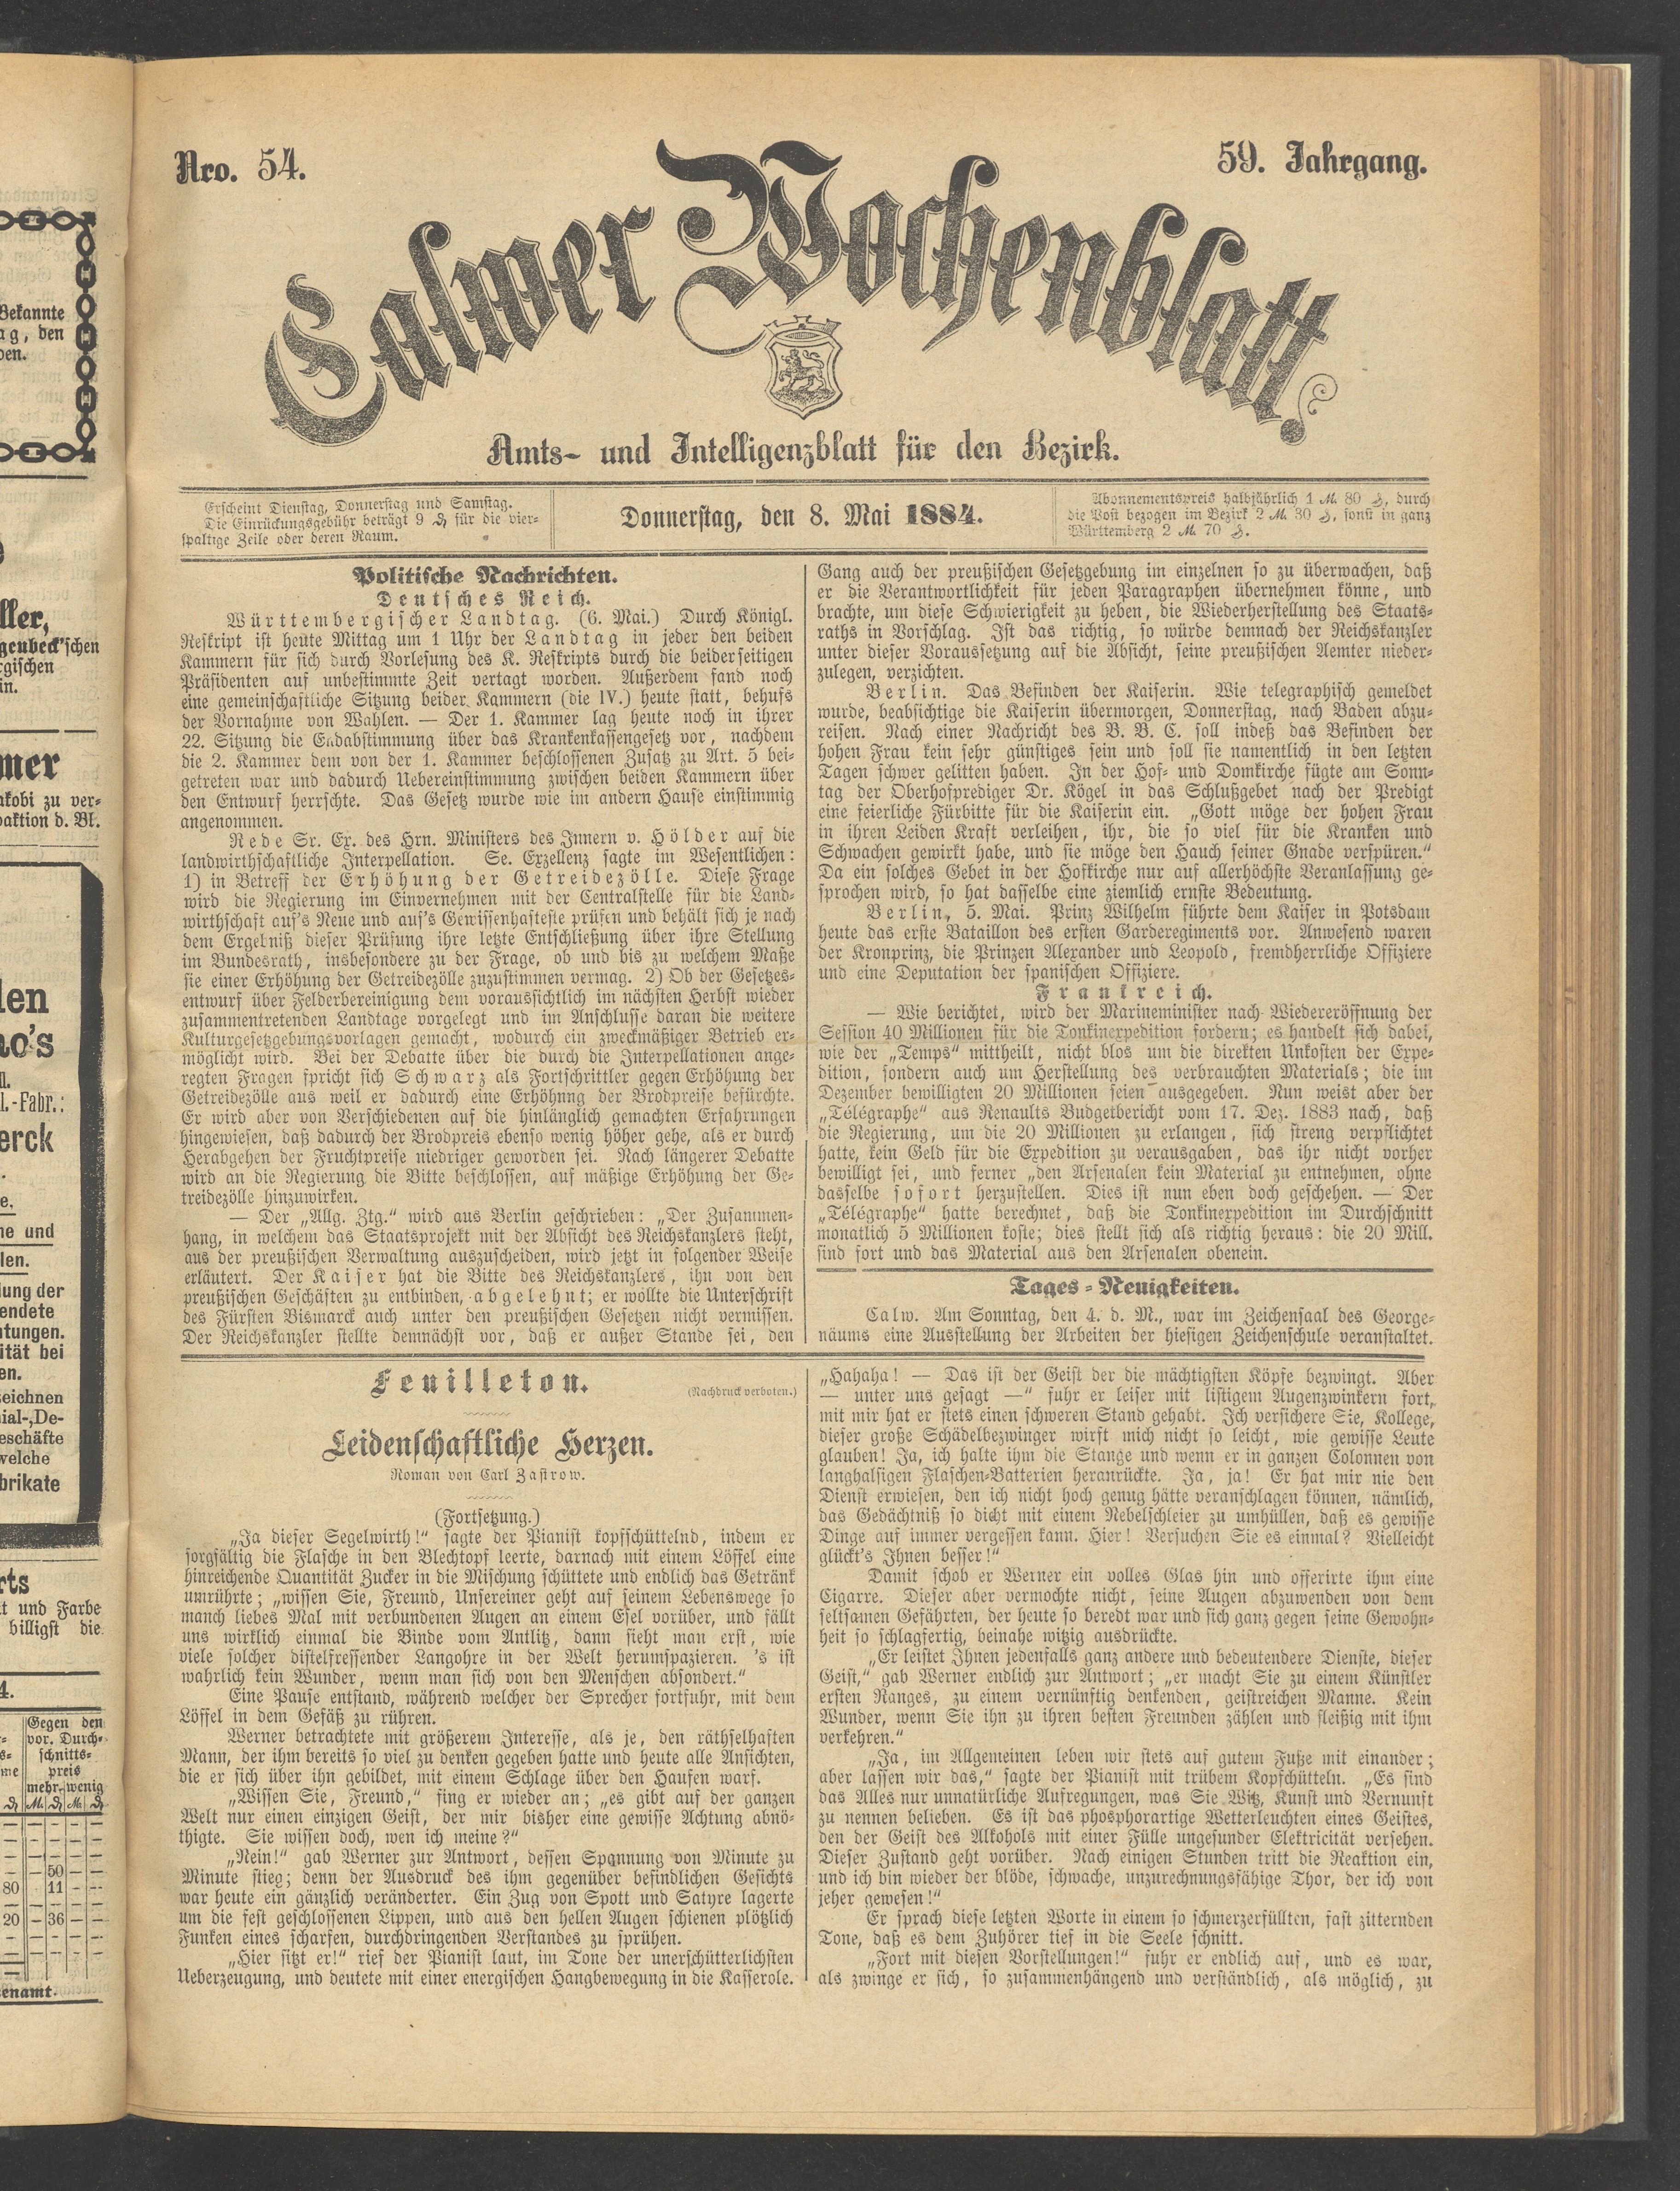 Nro. 54.
59. Jahrgang.
Calwer Wochenblatt.
Amts- und Intelligenzblatt für den Bezirk.
Erscheint Dienstag, Donnerstag und Samstag.
Die Einrückungsgebühr beträgt 9 ₰ für die vier-
spaltige Zeile oder deren Raum.
Donnerstag, den 8. Mai 1884.
Abonnementspreis halbjährlich 1 ℳ 80 ₰, durch
die Post bezogen im Bezirk 2 ℳ 30 ₰, sonst in ganz
Württemberg 2 ℳ 70 ₰.
Politische Nachrichten.
Deutsches Reich.
Württembergischer Landtag. (6. Mai.) Durch Königl.
Reskript ist heute Mittag um 1 Uhr der Landtag in jeder den beiden
Kammern für sich durch Vorlesung des K. Reskripts durch die beiderseitigen
Präsidenten auf unbestimmte Zeit vertagt worden. Außerdem fand noch
eine gemeinschaftliche Sitzung beider Kammern (die IV.) heute statt, behufs
der Vornahme von Wahlen. — Der 1. Kammer lag heute noch in ihrer
22. Sitzung die Endabstimmung über das Krankenkassengesetz vor, nachdem
die 2. Kammer dem von der 1. Kammer beschlossenen Zusatz zu Art. 5 bei-
getreten war und dadurch Uebereinstimmung zwischen beiden Kammern über
den Entwurf herrschte. Das Gesetz wurde wie im andern Hause einstimmig
angenommen.
Rede Sr. Ex. des Hrn. Ministers des Innern v. Hölder auf die
landwirthschaftliche Interpellation. Se. Exzellenz sagte im Wesentlichen:
1) in Betreff der Erhöhung der Getreidezölle. Diese Frage
wird die Regierung im Einvernehmen mit der Centralstelle für die Land-
wirthschaft auf's Neue und auf's Gewissenhafteste prüfen und behält sich je nach
dem Ergebniß dieser Prüfung ihre letzte Entschließung über ihre Stellung
im Bundesrath, insbesondere zu der Frage, ob und bis zu welchem Maße
sie einer Erhöhung der Getreidezölle zuzustimmen vermag. 2) Ob der Gesetzes-
entwurf über Felderbereinigung dem voraussichtlich im nächsten Herbst wieder
zusammentretenden Landtage vorgelegt und im Anschlusse daran die weitere
Kulturgesetzgebungsvorlagen gemacht, wodurch ein zweckmäßiger Betrieb er-
möglicht wird. Bei der Debatte über die durch die Interpellationen ange-
regten Fragen spricht sich Schwarz als Fortschrittler gegen Erhöhung der
Getreidezölle aus weil er dadurch eine Erhöhung der Brodpreise befürchte.
Er wird aber von Verschiedenen auf die hinlänglich gemachten Erfahrungen
hingewiesen, daß dadurch der Brodpreis ebenso wenig höher gehe, als er durch
Herabgehen der Fruchtpreise niedriger geworden sei. Nach längerer Debatte
wird an die Regierung die Bitte beschlossen, auf mäßige Erhöhung der Ge-
treidezölle hinzuwirken.
— Der „Allg. Ztg.“ wird aus Berlin geschrieben: „Der Zusammen-
hang, in welchem das Staatsprojekt mit der Absicht des Reichskanzlers steht,
aus der preußischen Verwaltung auszuscheiden, wird jetzt in folgender Weise
erläutert. Der Kaiser hat die Bitte des Reichskanzlers, ihn von den
preußischen Geschäften zu entbinden, abgelehnt; er wollte die Unterschrift
des Fürsten Bismarck auch unter den preußischen Gesetzen nicht vermissen.
Der Reichskanzler stellte demnächst vor, daß er außer Stande sei, den
Gang auch der preußischen Gesetzgebung im einzelnen so zu überwachen, daß
er die Verantwortlichkeit für jeden Paragraphen übernehmen könne, und
brachte, um diese Schwierigkeit zu heben, die Wiederherstellung des Staats-
raths in Vorschlag. Ist das richtig, so würde demnach der Reichskanzler
unter dieser Voraussetzung auf die Absicht, seine preußischen Aemter nieder-
zulegen, verzichten.
Berlin. Das Befinden der Kaiserin. Wie telegraphisch gemeldet
wurde, beabsichtige die Kaiserin übermorgen, Donnerstag, nach Baden abzu-
reisen. Nach einer Nachricht des B. B. C. soll indeß das Befinden der
hohen Frau kein sehr günstiges sein und soll sie namentlich in den letzten
Tagen schwer gelitten haben. In der Hof- und Domkirche fügte am Sonn-
tag der Oberhofprediger Dr. Kögel in das Schlußgebet nach der Predigt
eine feierliche Fürbitte für die Kaiserin ein. „Gott möge der hohen Frau
in ihren Leiden Kraft verleihen, ihr, die so viel für die Kranken und
Schwachen gewirkt habe, und sie möge den Hauch seiner Gnade verspüren.“
Da ein solches Gebet in der Hofkirche nur auf allerhöchste Veranlassung ge-
sprochen wird, so hat dasselbe eine ziemlich ernste Bedeutung.
Berlin, 5. Mai. Prinz Wilhelm führte dem Kaiser in Potsdam
heute das erste Bataillon des ersten Garderegiments vor. Anwesend waren
der Kronprinz, die Prinzen Alexander und Leopold, fremdherrliche Offiziere
und eine Deputation der spanischen Offiziere.
Frankreich.
— Wie berichtet, wird der Marineminister nach Wiedereröffnung der
Session 40 Millionen für die Tonkinexpedition fordern; es handelt sich dabei,
wie der „Temps“ mittheilt, nicht blos um die direkten Unkosten der Expe-
dition, sondern auch um Herstellung des verbrauchten Materials; die im
Dezember bewilligten 20 Millionen seien ausgegeben. Nun weist aber der
„Télégraphe“ aus Renaults Budgetbericht vom 17. Dez. 1883 nach, daß
die Regierung, um die 20 Millionen zu erlangen, sich streng verpflichtet
hatte, kein Geld für die Expedition zu verausgaben, das ihr nicht vorher
bewilligt sei, und ferner „den Arsenalen kein Material zu entnehmen, ohne
dasselbe sofort herzustellen. Dies ist nun eben doch geschehen. — Der
„Télégraphe“ hatte berechnet, daß die Tonkinexpedition im Durchschnitt
monatlich 5 Millionen koste; dies stellt sich als richtig heraus: die 20 Mill.
sind fort und das Material aus den Arsenalen obenein.
Tages-Neuigkeiten.
Calw. Am Sonntag, den 4. d. M., war im Zeichensaal des George-
näums eine Ausstellung der Arbeiten der hiesigen Zeichenschule veranstaltet.
Feuilleton.
(Nachdruck verboten.)
Leidenschaftliche Herzen.
Roman von Carl Zastrow.
(Fortsetzung.)
„Ja dieser Segelwirth!“ sagte der Pianist kopfschüttelnd, indem er
sorgsältig die Flasche in den Blechtopf leerte, darnach mit einem Löffel eine
hinreichende Quantität Zucker in die Mischung schüttete und endlich das Getränk
umrührte; „wissen Sie, Freund, Unsereiner geht auf seinem Lebenswege so
manch liebes Mal mit verbundenen Augen an einem Esel vorüber, und fällt
uns wirklich einmal die Binde vom Antlitz, dann sieht man erst, wie
viele solcher distelfressender Langohre in der Welt herumspazieren. 's ist
wahrlich kein Wunder, wenn man sich von den Menschen absondert.“
Eine Pause entstand, während welcher der Sprecher fortfuhr, mit dem
Löffel in dem Gefäß zu rühren.
Werner betrachtete mit größerem Interesse, als je, den räthselhaften
Mann, der ihm bereits so viel zu denken gegeben hatte und heute alle Ansichten,
die er sich über ihn gebildet, mit einem Schlage über den Haufen warf.
„Wissen Sie, Freund,“ fing er wieder an; „es gibt auf der ganzen
Welt nur einen einzigen Geist, der mir bisher eine gewisse Achtung abnö-
thigte. Sie wissen doch, wen ich meine?“
„Nein!“ gab Werner zur Antwort, dessen Spannung von Minute zu
Minute stieg; denn der Ausdruck des ihm gegenüber befindlichen Gesichts
war heute ein gänzlich veränderter. Ein Zug von Spott und Satyre lagerte
um die fest geschlossenen Lippen, und aus den hellen Augen schienen plötzlich
Funken eines scharfen, durchdringenden Verstandes zu sprühen.
„Hier sitzt er!“ rief der Pianist laut, im Tone der unerschütterlichsten
Ueberzeugung, und deutete mit einer energischen Hangbewegung in die Kasserole.
„Hahaha! — Das ist der Geist der die mächtigsten Köpfe bezwingt. Aber
— unter uns gesagt —“ fuhr er leiser mit listigem Augenzwinkern fort,
mit mir hat er stets einen schweren Stand gehabt. Ich versichere Sie, Kollege,
dieser große Schädelbezwinger wirft mich nicht so leicht, wie gewisse Leute
glauben! Ja, ich halte ihm die Stange und wenn er in ganzen Colonnen von
langhalsigen Flaschen-Batterien heranrückte. Ja, ja! Er hat mir nie den
Dienst erwiesen, den ich nicht hoch genug hätte veranschlagen können, nämlich,
das Gedächtniß so dicht mit einem Nebelschleier zu umhüllen, daß es gewisse
Dinge auf immer vergessen kann. Hier! Versuchen Sie es einmal? Vielleicht
glückt's Ihnen besser!“
Damit schob er Werner ein volles Glas hin und offerirte ihm eine
Cigarre. Dieser aber vermochte nicht, seine Augen abzuwenden von dem
seltsamen Gefährten, der heute so beredt war und sich ganz gegen seine Gewohn-
heit so schlagfertig, beinahe witzig ausdrückte.
„Er leistet Ihnen jedenfalls ganz andere und bedeutendere Dienste, dieser
Geist,“ gab Werner endlich zur Antwort; „er macht Sie zu einem Künstler
ersten Ranges, zu einem vernünftig denkenden, geistreichen Manne. Kein
Wunder, wenn Sie ihn zu ihren besten Freunden zählen und fleißig mit ihm
verkehren.“
„Ja, im Allgemeinen leben wir stets auf gutem Fuße mit einander;
aber lassen wir das,“ sagte der Pianist mit trübem Kopfchütteln. „Es sind
das Alles nur unnatürliche Aufregungen, was Sie Witz, Kunst und Vernunft
zu nennen belieben. Es ist das phosphorartige Wetterleuchten eines Geistes,
den der Geist des Alkohols mit einer Fülle ungesunder Elektricität versehen.
Dieser Zustand geht vorüber. Nach einigen Stunden tritt die Reaktion ein,
und ich bin wieder der blöde, schwache, unzurechnungsfähige Thor, der ich von
jeher gewesen!“
Er sprach diese letzten Worte in einem so schmerzerfüllten, fast zitternden
Tone, daß es dem Zuhörer tief in die Seele schnitt.
„Fort mit diesen Vorstellungen!“ fuhr er endlich auf, und es war,
als zwinge er sich, so zusammenhängend und verständlich, als möglich, zu